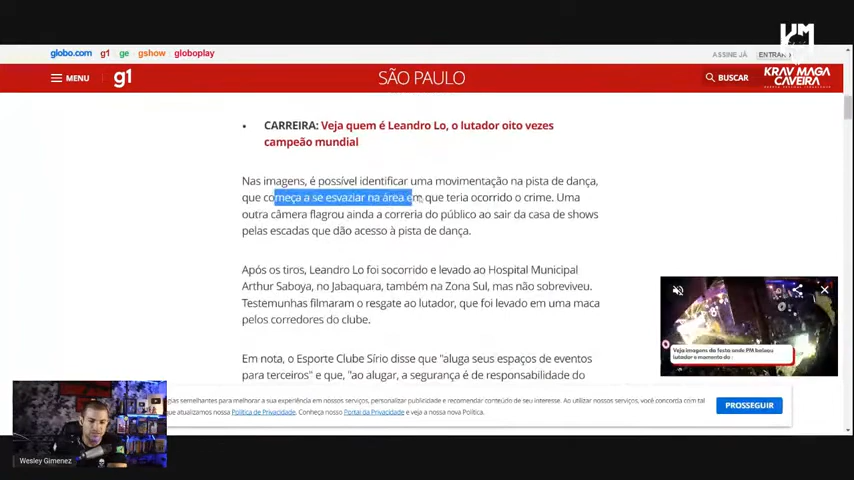 globo.com g1 ge gshow globoplay
ASSINE JÁ ENTRAR ›
MENU g1 SÃO PAULO BUSCAR
KRAV MAGA
CAVEIRA
• CARREIRA: Veja quem é Leandro Lo, o lutador oito vezes
campeão mundial
Nas imagens, é possível identificar uma movimentação na pista de dança,
que começa a se esvaziar na área em que teria ocorrido o crime. Uma
outra câmera flagrou ainda a correria do público ao sair da casa de shows
pelas escadas que dão acesso à pista de dança.
Após os tiros, Leandro Lo foi socorrido e levado ao Hospital Municipal
Arthur Saboya, no Jabaquara, também na Zona Sul, mas não sobreviveu.
Testemunhas filmaram o resgate ao lutador, que foi levado em uma maca
pelos corredores do clube.
Em nota, o Esporte Clube Sírio disse que "aluga seus espaços de eventos
para terceiros" e que, "ao alugar, a segurança é de responsabilidade do
Veja imagens da festa onde PM baleou
lutador o momento do
gias semelhantes para melhorar a sua experiência em nossos serviços, personalizar publicidade e recomendar conteúdo de seu interesse. Ao utilizar nossos serviços, você concorda com tal
que atualizamos nossa Política de Privacidade. Conheça nosso Portal da Privacidade e veja a nossa nova Política.
PROSSEGUIR
Wesley Gimenez